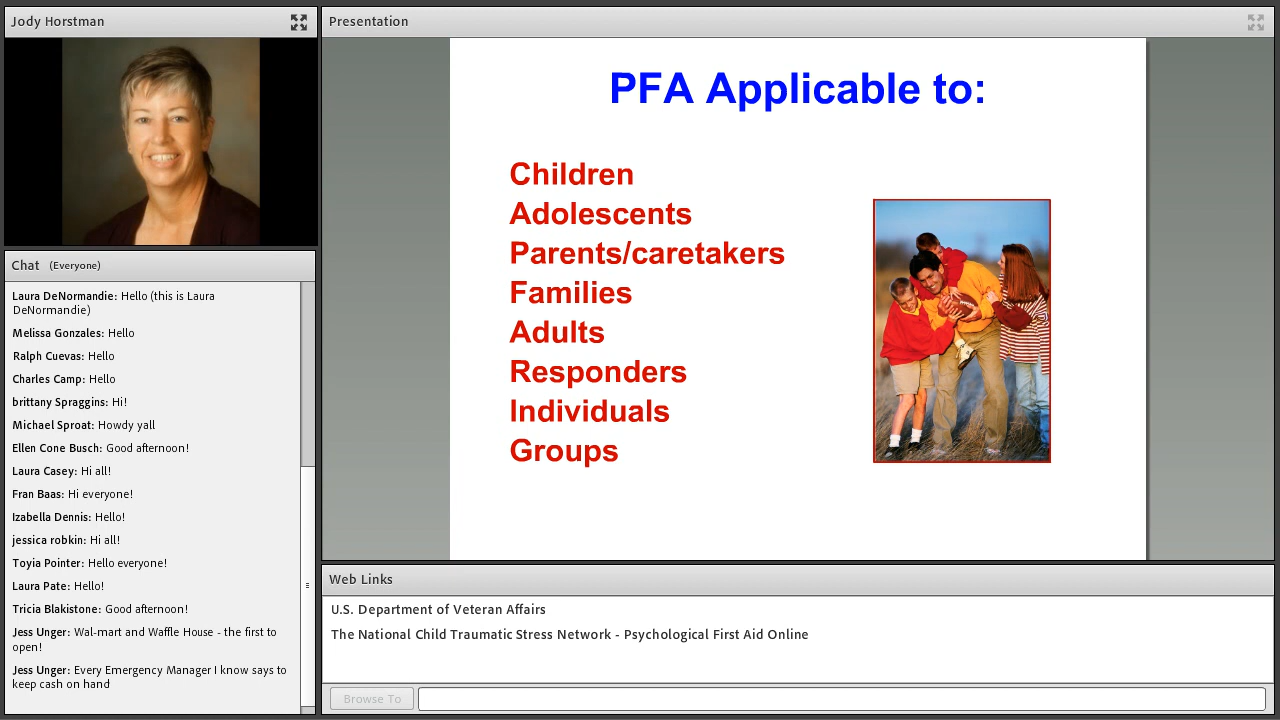 Jody Horstman
Chat (Everyone)
Laura DeNormandie: Hello (this is Laura
DeNormandie)
Melissa Gonzales: Hello
Ralph Cuevas: Hello
Charles Camp: Hello
brittany Spraggins: Hi!
Michael Sproat: Howdy yall
Ellen Cone Busch: Good afternoon!
Laura Casey: Hi all!
Fran Baas: Hi everyone!
Izabella Dennis: Hello!
jessica robkin: Hi all!
Toyia Pointer: Hello everyone!
Laura Pate: Hello!
Tricia Blakistone: Good afternoon!
Jess Unger: Wal-mart and Waffle House - the first to
open!
Jess Unger: Every Emergency Manager I know says to
keep cash on hand
Presentation
PFA Applicable to:
Children
Adolescents
Parents/caretakers
Families
Adults
Responders
Individuals
Groups
Web Links
U.S. Department of Veteran Affairs
The National Child Traumatic Stress Network - Psychological First Aid Online
Browse To